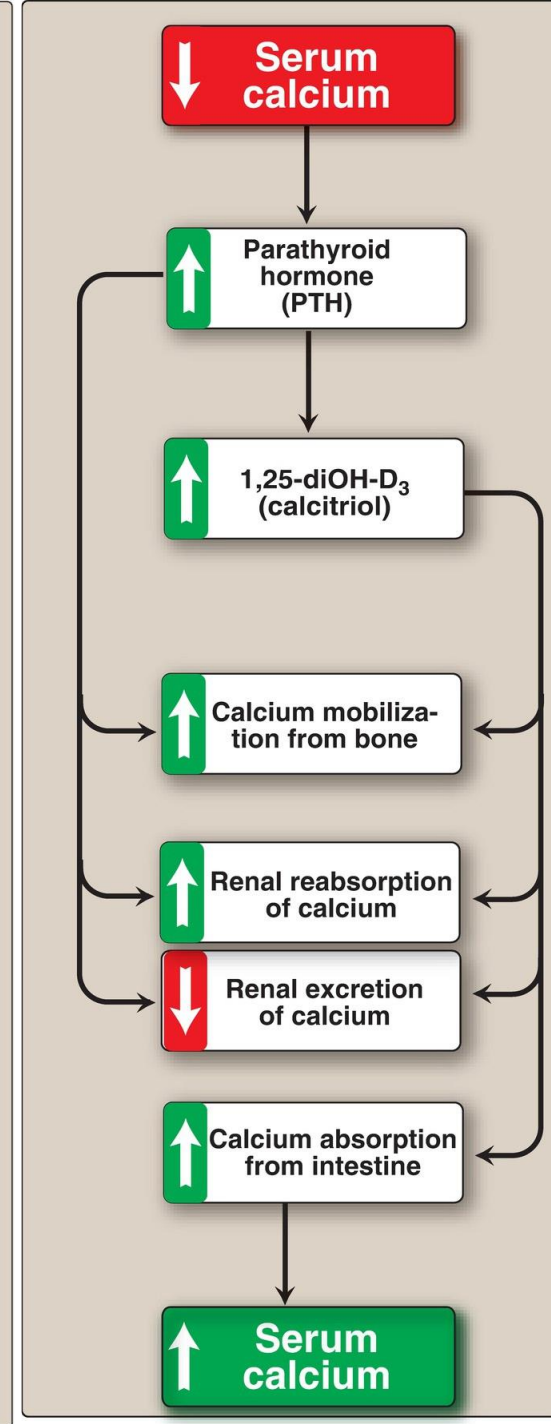 Serum
calcium
Parathyroid
hormone
(PTH)
1,25-diOH-D₃
(calcitriol)
Calcium mobiliza-
tion from bone
Renal reabsorption
of calcium
Renal excretion
of calcium
Calcium absorption
from intestine
Serum
calcium